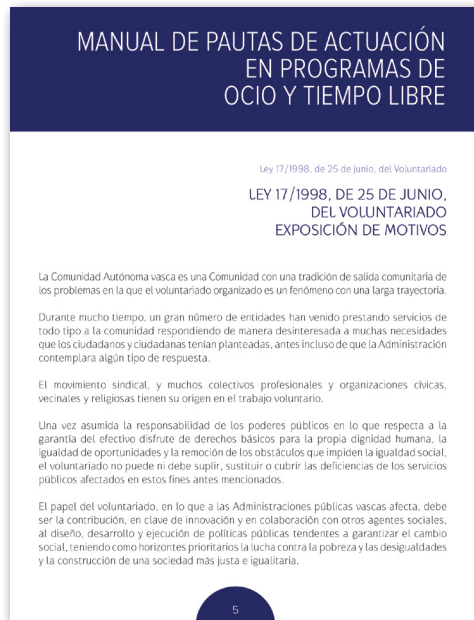 MANUAL DE PAUTAS DE ACTUACIÓN
EN PROGRAMAS DE
OCIO Y TIEMPO LIBRE
Ley 17/1998, de 25 de junio, del Voluntariado
LEY 17/1998, DE 25 DE JUNIO,
DEL VOLUNTARIADO
EXPOSICIÓN DE MOTIVOS
La Comunidad Autónoma vasca es una Comunidad con una tradición de salida comunitaria de
los problemas en la que el voluntariado organizado es un fenómeno con una larga trayectoria.
Durante mucho tiempo, un gran número de entidades han venido prestando servicios de
todo tipo a la comunidad respondiendo de manera desinteresada a muchas necesidades
que los ciudadanos y ciudadanas tenían planteadas, antes incluso de que la Administración
contemplara algún tipo de respuesta.
El movimiento sindical, y muchos colectivos profesionales y organizaciones cívicas,
vecinales y religiosas tienen su origen en el trabajo voluntario.
Una vez asumida la responsabilidad de los poderes públicos en lo que respecta a la
garantía del efectivo disfrute de derechos básicos para la propia dignidad humana, la
igualdad de oportunidades y la remoción de los obstáculos que impiden la igualdad social,
el voluntariado no puede ni debe suplir, sustituir o cubrir las deficiencias de los servicios
públicos afectados en estos fines antes mencionados.
El papel del voluntariado, en lo que a las Administraciones públicas vascas afecta, debe
ser la contribución, en clave de innovación y en colaboración con otros agentes sociales,
al diseño, desarrollo y ejecución de políticas públicas tendentes a garantizar el cambio
social, teniendo como horizontes prioritarios la lucha contra la pobreza y las desigualdades
y la construcción de una sociedad más justa e igualitaria.
5